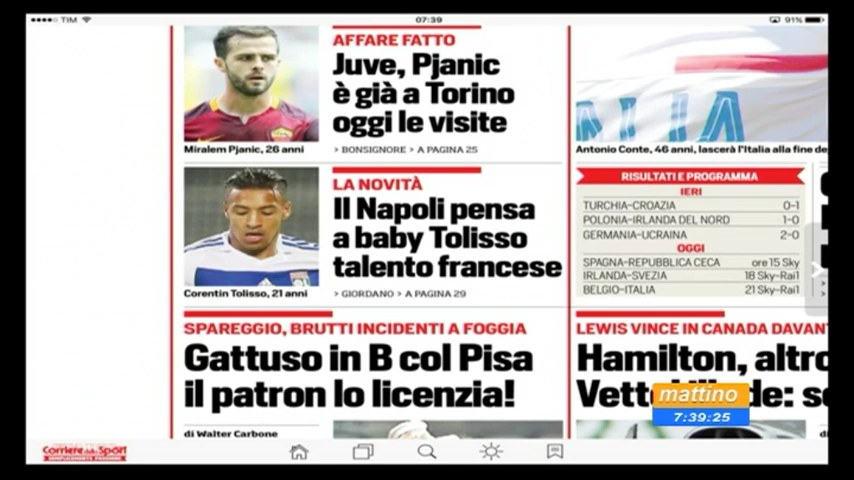 TIM
07:39
91%
AFFARE FATTO
Juve, Pjanic
è già a Torino
oggi le visite
> BONSIGNORE > A PAGINA 25
Miralem Pjanic, 26 anni
LA NOVITÀ
Il Napoli pensa
a baby Tolisso
talento francese
> GIORDANO > A PAGINA 29
Corentin Tolisso, 21 anni
SPAREGGIO, BRUTTI INCIDENTI A FOGGIA
Gattuso in B col Pisa
il patron lo licenzia!
di Walter Carbone
Antonio Conte, 46 anni, lascerà l'Italia alla fine de
RISULTATI E PROGRAMMA
IERI
TURCHIA-CROAZIA 0-1
POLONIA-IRLANDA DEL NORD 1-0
GERMANIA-UCRAINA 2-0
OGGI
SPAGNA-REPUBBLICA CECA ore 15 Sky
IRLANDA-SVEZIA 18 Sky-Rai1
BELGIO-ITALIA 21 Sky-Rai1
LEWIS VINCE IN CANADA DAVANT
Hamilton, altro
mattino
7:39:25
Corriere dello Sport